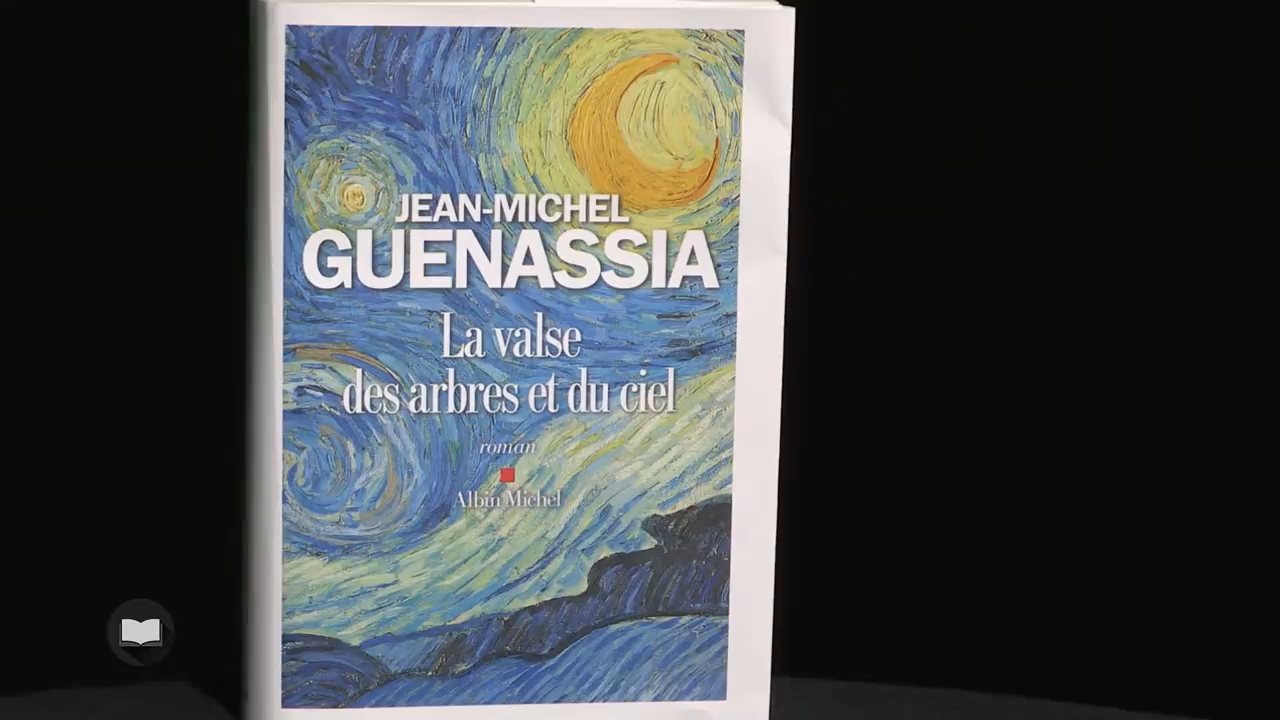 JEAN-MICHEL
GUENASSIA
La valse
des arbres et du ciel
roman
Albin Michel